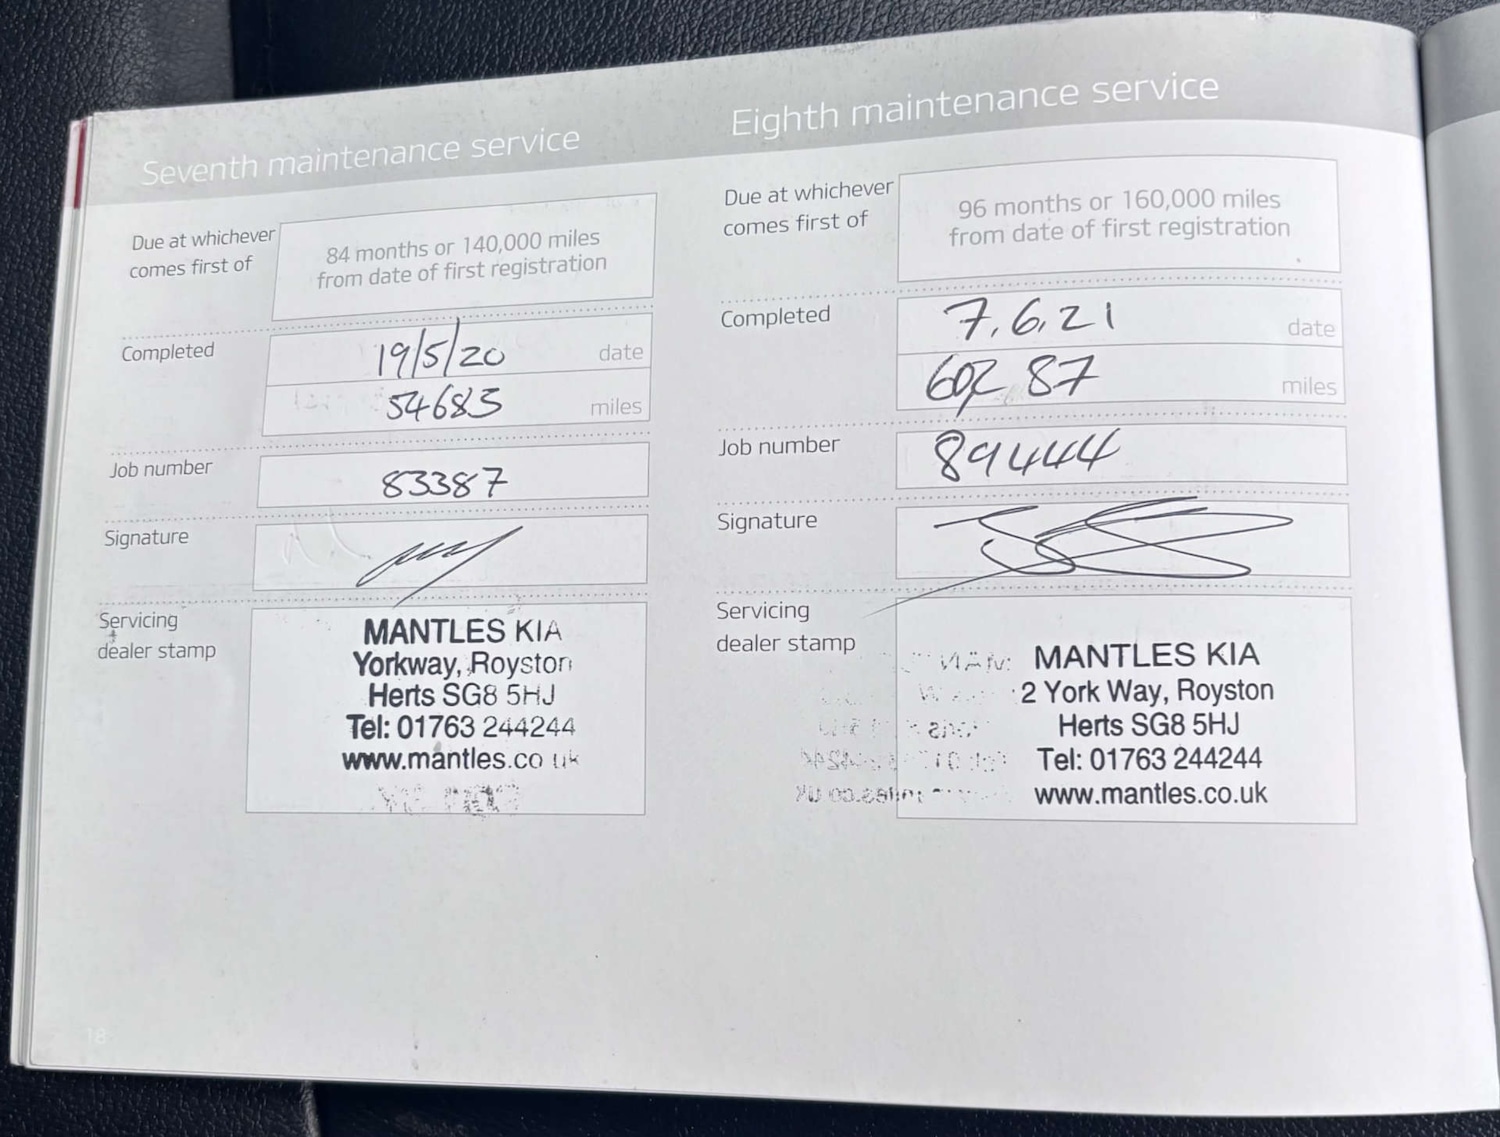 Seventh maintenance service
Due at whichever
comes first of
84 months or 140,000 miles
from date of first registration
Completed
19/5/20 date
54683 miles
Job number
83387
Signature
Servicing
dealer stamp
MANTLES KIA
Yorkway, Royston
Herts SG8 5HJ
Tel: 01763 244244
www.mantles.co uk
18
Eighth maintenance service
Due at whichever
comes first of
96 months or 160,000 miles
from date of first registration
Completed
7.6.21 date
miles
Job number
89444
Signature
Servicing
dealer stamp
MANTLES KIA
2 York Way, Royston
Herts SG8 5HJ
Tel: 01763 244244
www.mantles.co.uk